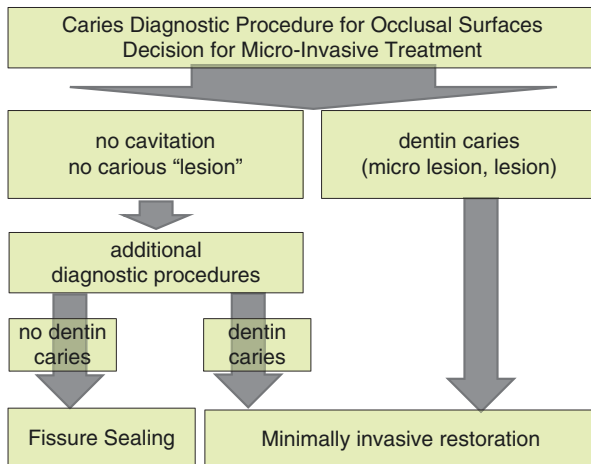 Caries Diagnostic Procedure for Occlusal Surfaces
Decision for Micro-Invasive Treatment
no cavitation
no carious “lesion”
dentin caries
(micro lesion, lesion)
additional
diagnostic procedures
no dentin
caries
dentin
caries
Fissure Sealing
Minimally invasive restoration